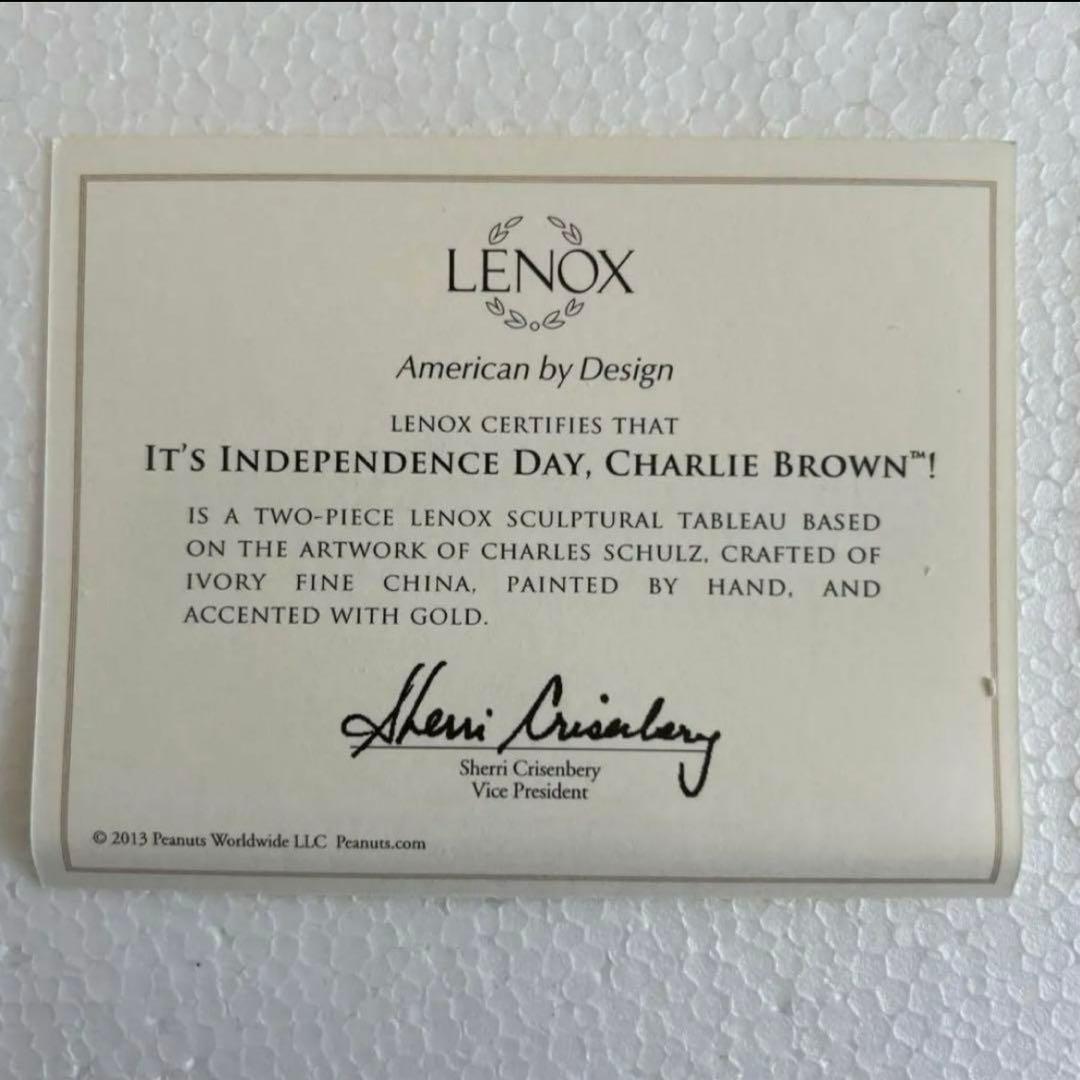 LENOX
American by Design
LENOX CERTIFIES THAT
IT'S INDEPENDENCE DAY, CHARLIE BROWN™!
IS A TWO-PIECE LENOX SCULPTURAL TABLEAU BASED
ON THE ARTWORK OF CHARLES SCHULZ, CRAFTED OF
IVORY FINE CHINA, PAINTED BY HAND, AND
ACCENTED WITH GOLD.
Sherri Crisenbery
Sherri Crisenbery
Vice President
© 2013 Peanuts Worldwide LLC Peanuts.com